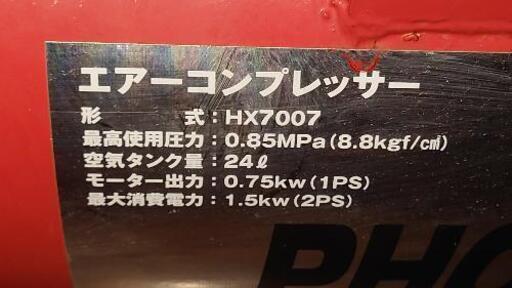 エアーコンプレッサー
形　　　式：HX7007
最高使用圧力：0.85MPa(8.8kgf/c㎡)
空気タンク量：24ℓ
モーター出力：0.75kw(1PS)
最大消費電力：1.5kw(2PS)